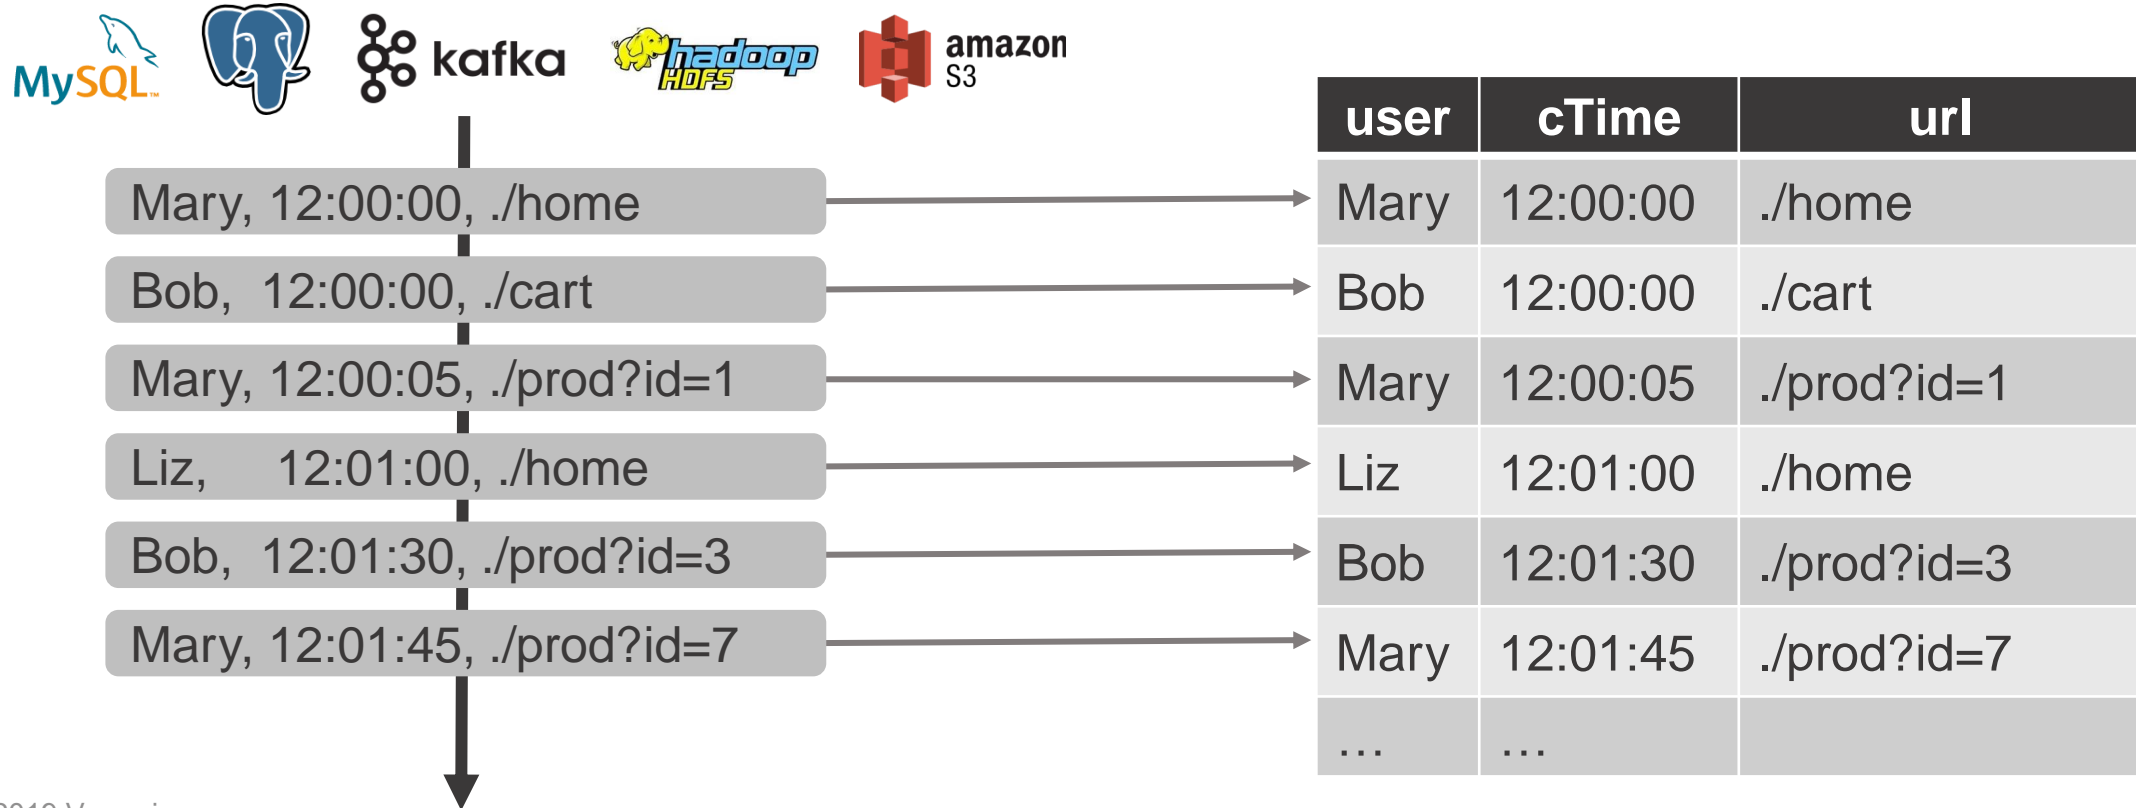 MySQL™
kafka
hadoop
HDFS
amazon
S3
Mary, 12:00:00, ./home
Bob, 12:00:00, ./cart
Mary, 12:00:05, ./prod?id=1
Liz, 12:01:00, ./home
Bob, 12:01:30, ./prod?id=3
Mary, 12:01:45, ./prod?id=7
user cTime url
Mary 12:00:00 ./home
Bob 12:00:00 ./cart
Mary 12:00:05 ./prod?id=1
Liz 12:01:00 ./home
Bob 12:01:30 ./prod?id=3
Mary 12:01:45 ./prod?id=7
… …